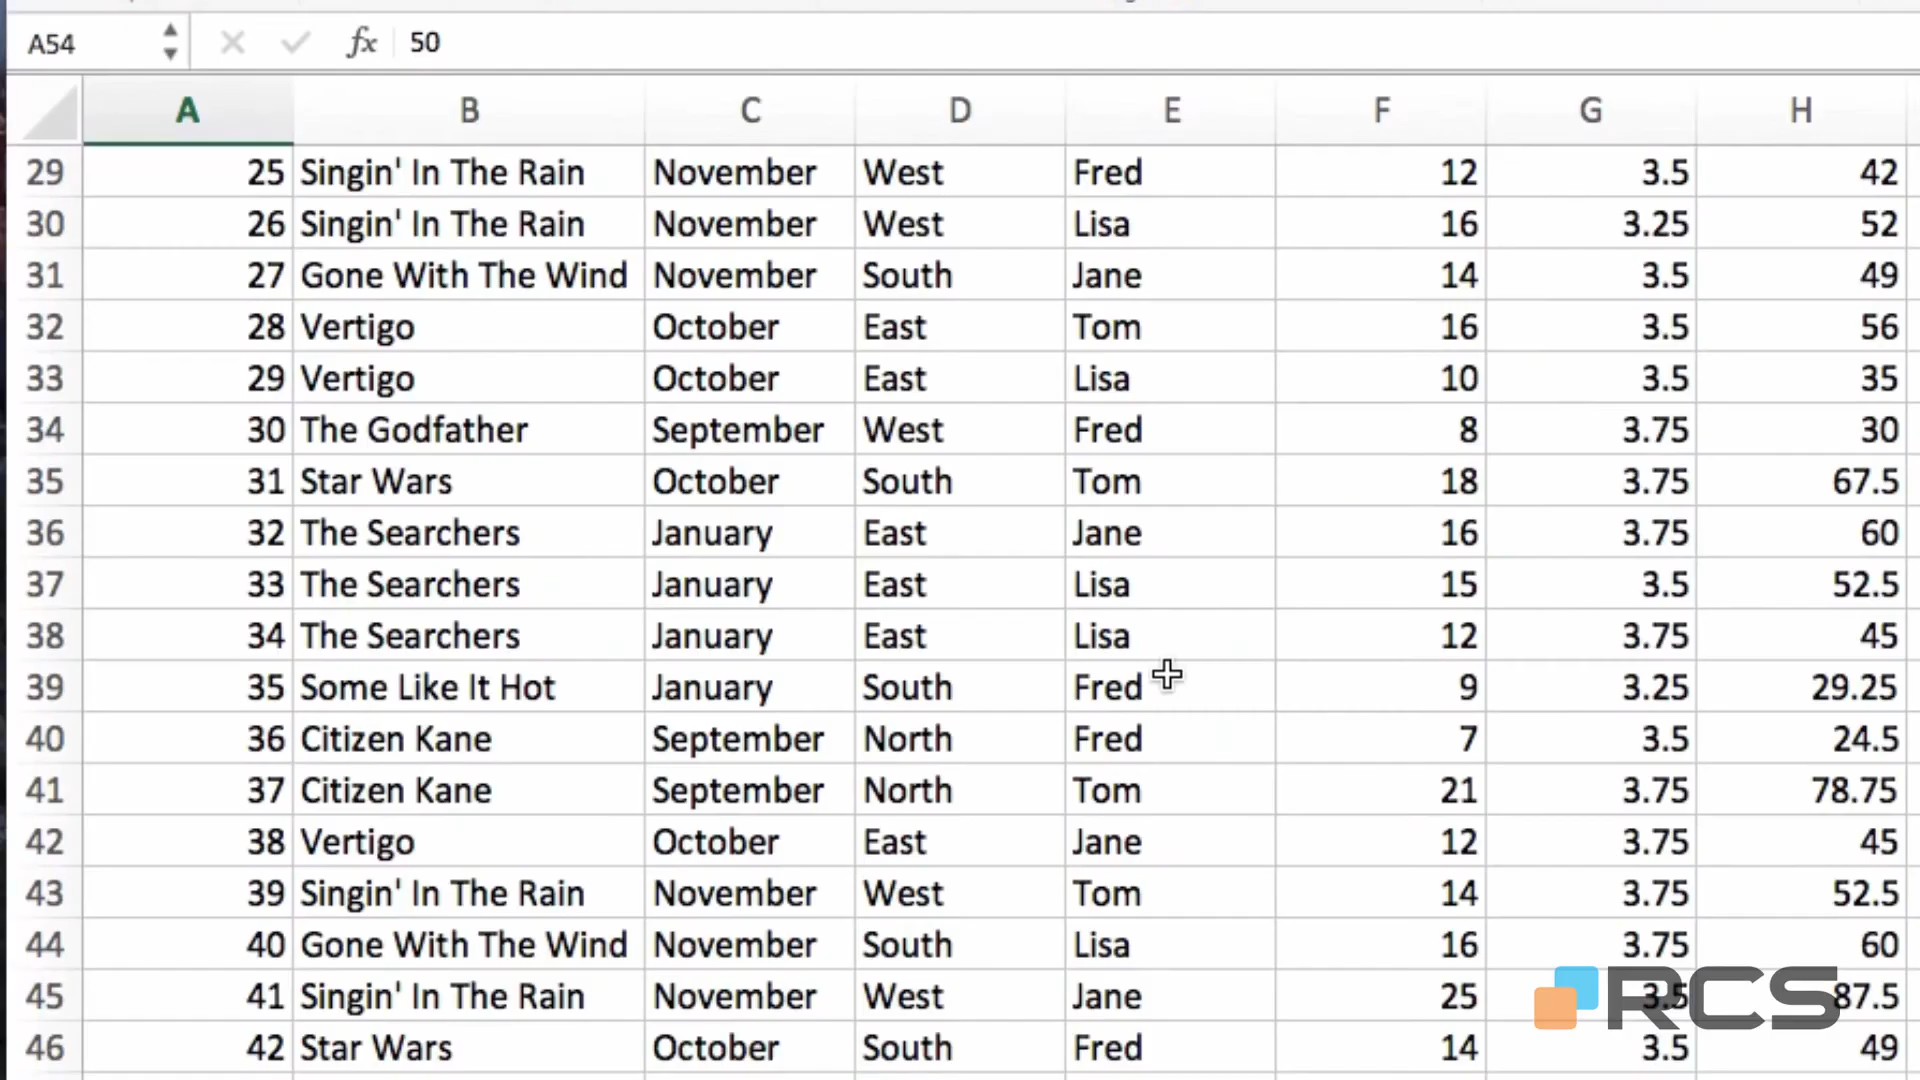 A54 fx 50
A B C D E F G H
29 25 Singin' In The Rain November West Fred 12 3.5 42
30 26 Singin' In The Rain November West Lisa 16 3.25 52
31 27 Gone With The Wind November South Jane 14 3.5 49
32 28 Vertigo October East Tom 16 3.5 56
33 29 Vertigo October East Lisa 10 3.5 35
34 30 The Godfather September West Fred 8 3.75 30
35 31 Star Wars October South Tom 18 3.75 67.5
36 32 The Searchers January East Jane 16 3.75 60
37 33 The Searchers January East Lisa 15 3.5 52.5
38 34 The Searchers January East Lisa 12 3.75 45
39 35 Some Like It Hot January South Fred 9 3.25 29.25
40 36 Citizen Kane September North Fred 7 3.5 24.5
41 37 Citizen Kane September North Tom 21 3.75 78.75
42 38 Vertigo October East Jane 12 3.75 45
43 39 Singin' In The Rain November West Tom 14 3.75 52.5
44 40 Gone With The Wind November South Lisa 16 3.75 60
45 41 Singin' In The Rain November West Jane 25 3.5 87.5
RCS
46 42 Star Wars October South Fred 14 3.5 49